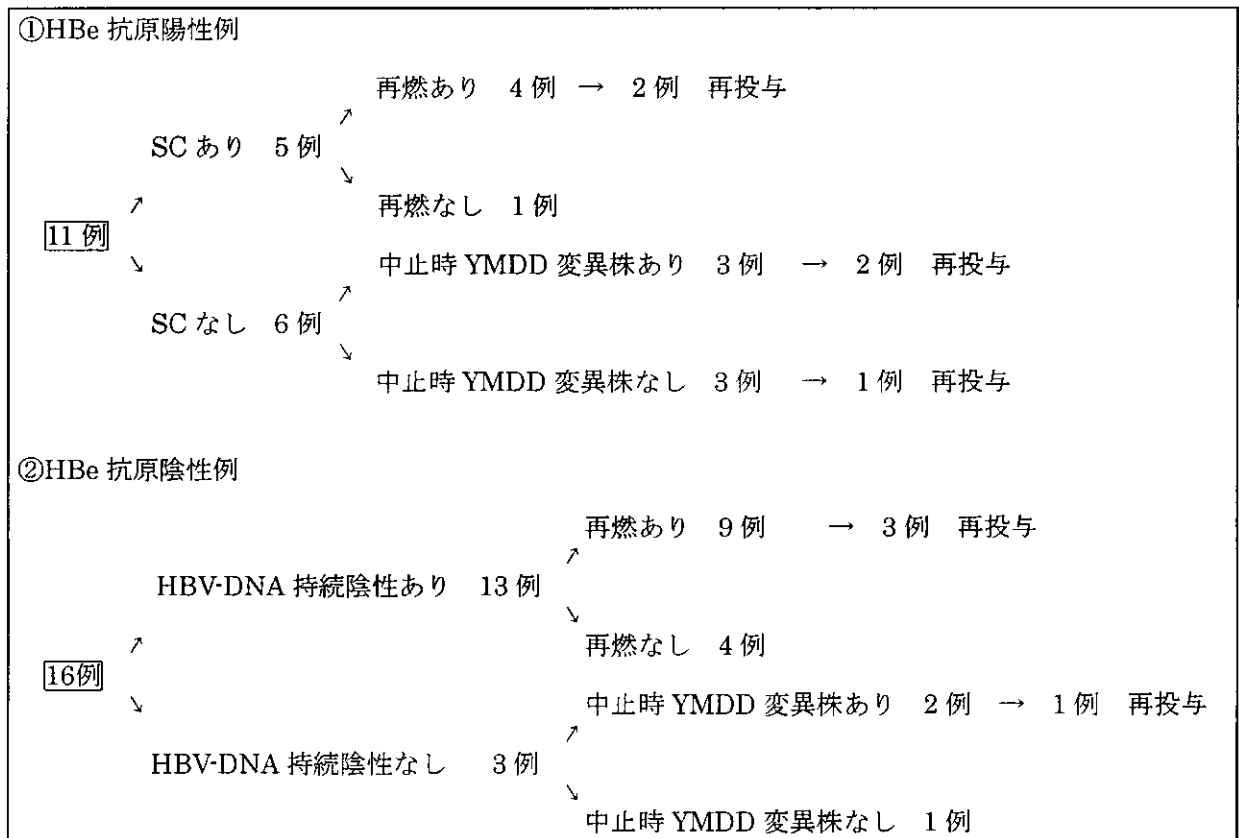 ①HBe 抗原陽性例
再燃あり 4例 → 2例 再投与
↗
SC あり 5例
↘
↗ 再燃なし 1例
11 例
↘ 中止時 YMDD 変異株あり 3例 → 2例 再投与
↗
SC なし 6例
↘
中止時 YMDD 変異株なし 3例 → 1例 再投与
②HBe 抗原陰性例
再燃あり 9例 → 3例 再投与
↗
HBV-DNA 持続陰性あり 13例
↘
↗ 再燃なし 4例
16例
↘ 中止時 YMDD 変異株あり 2例 → 1例 再投与
↗
HBV-DNA 持続陰性なし 3例
↘
中止時 YMDD 変異株なし 1例